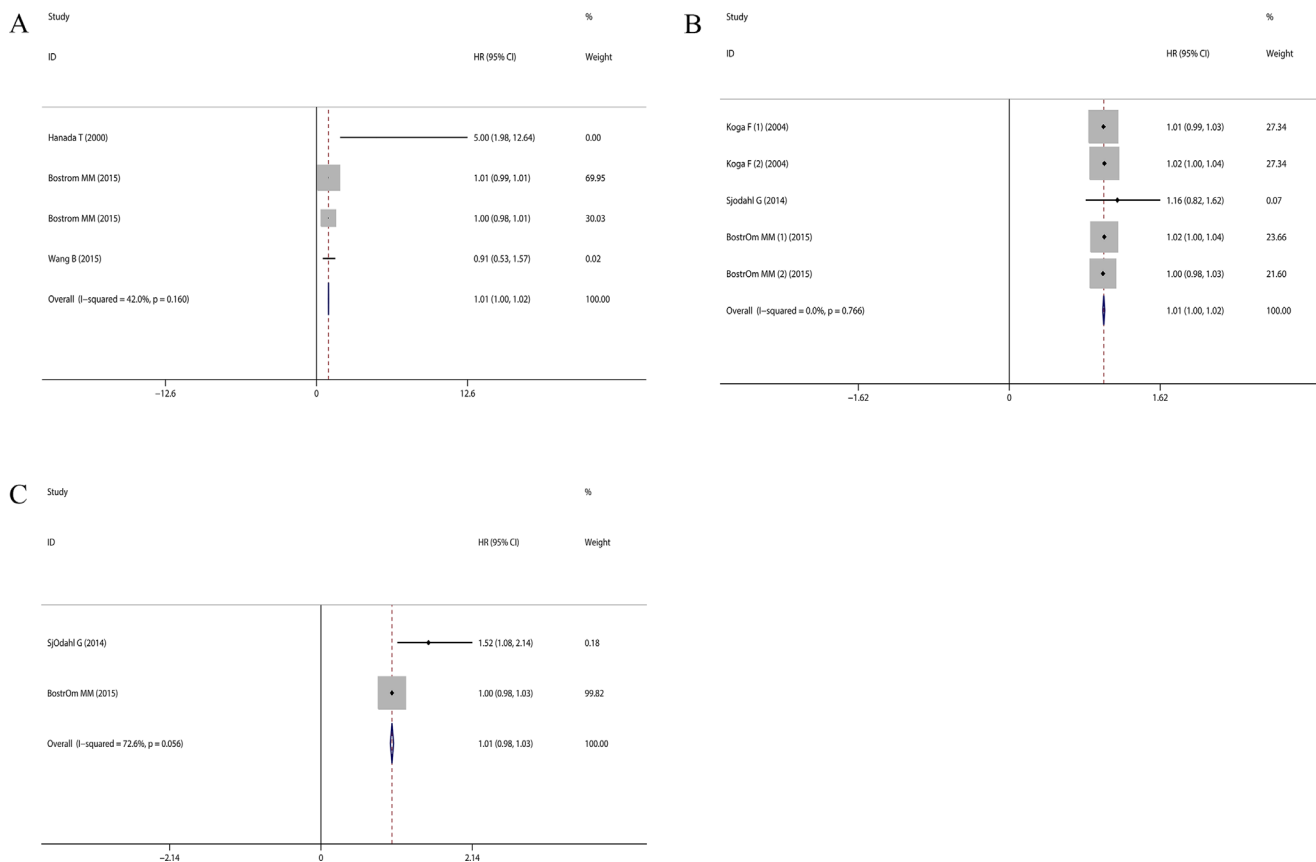 A
Study %
ID HR (95% CI) Weight
Hanada T (2000) 5.00 (1.98, 12.64) 0.00
Bostrom MM (2015) 1.01 (0.99, 1.01) 69.95
Bostrom MM (2015) 1.00 (0.98, 1.01) 30.03
Wang B (2015) 0.91 (0.53, 1.57) 0.02
Overall (I-squared = 42.0%, p = 0.160) 1.01 (1.00, 1.02) 100.00
-12.6 0 12.6
B
Study %
ID HR (95% CI) Weight
Koga F (1) (2004) 1.01 (0.99, 1.03) 27.34
Koga F (2) (2004) 1.02 (1.00, 1.04) 27.34
Sjodahl G (2014) 1.16 (0.82, 1.62) 0.07
BostrOm MM (1) (2015) 1.02 (1.00, 1.04) 23.66
BostrOm MM (2) (2015) 1.00 (0.98, 1.03) 21.60
Overall (I-squared = 0.0%, p = 0.766) 1.01 (1.00, 1.02) 100.00
-1.62 0 1.62
C
Study %
ID HR (95% CI) Weight
SjOdahl G (2014) 1.52 (1.08, 2.14) 0.18
BostrOm MM (2015) 1.00 (0.98, 1.03) 99.82
Overall (I-squared = 72.6%, p = 0.056) 1.01 (0.98, 1.03) 100.00
-2.14 0 2.14